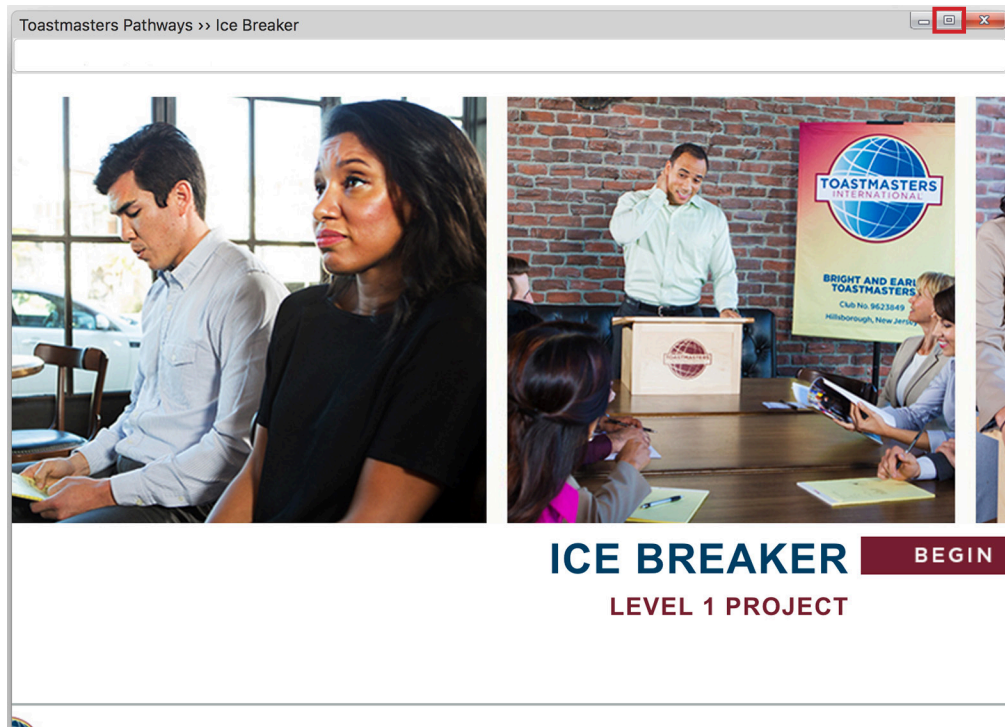 Toastmasters Pathways ›› Ice Breaker
TOASTMASTERS
INTERNATIONAL
BRIGHT AND EARL
TOASTMASTERS
Club No. 9623849
Hillsborough, New Jersey
TOASTMASTERS
ICE BREAKER
BEGIN
LEVEL 1 PROJECT